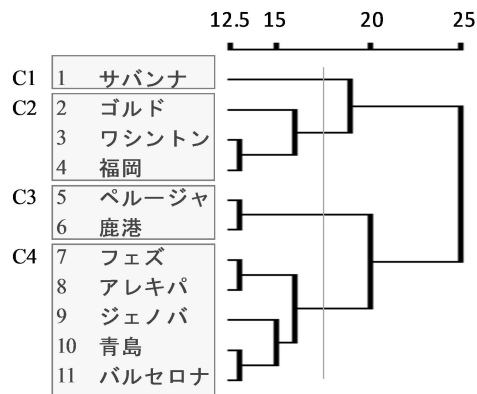 12.5 15 20 25
C1 1 サバンナ
C2 2 ゴルド
3 ワシントン
4 福岡
C3 5 ペルージャ
6 鹿港
C4 7 フェズ
8 アレキパ
9 ジェノバ
10 青島
11 バルセロナ